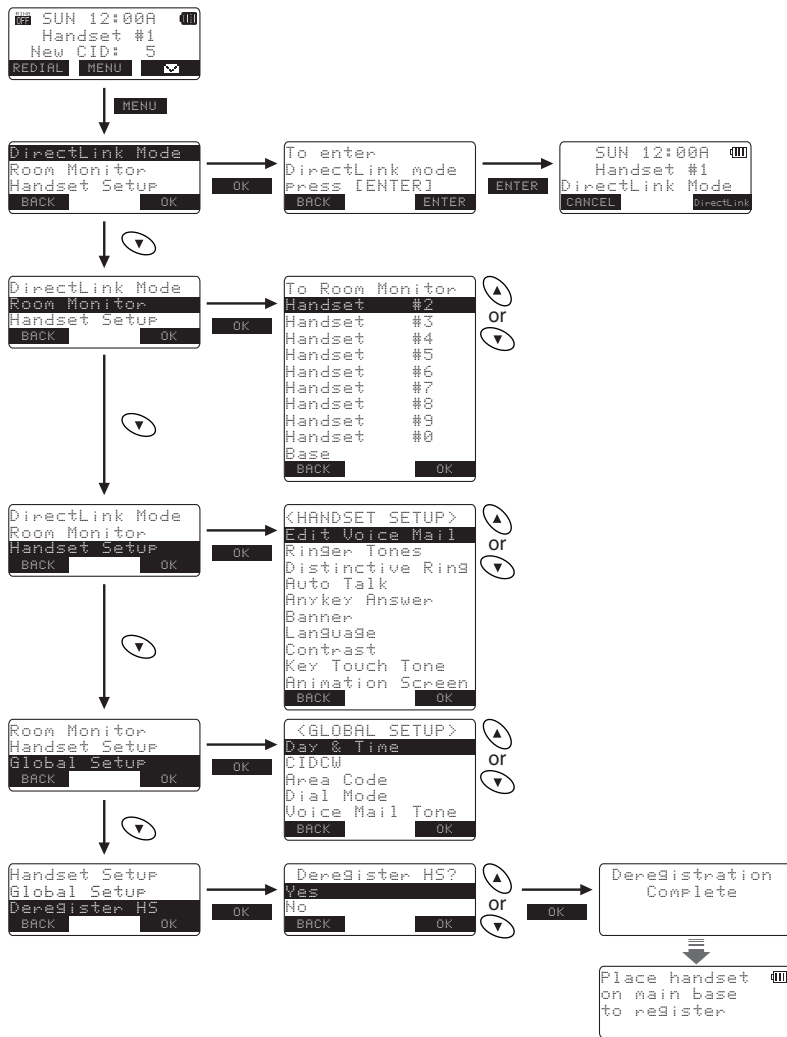 RING OFF SUN 12:00A
Handset #1
New CID: 5
REDIAL MENU
MENU
DirectLink Mode
Room Monitor
Handset Setup
BACK OK
OK
To enter
DirectLink mode
press [ENTER]
BACK ENTER
ENTER
SUN 12:00A
Handset #1
DirectLink Mode
CANCEL DirectLink
DirectLink Mode
Room Monitor
Handset Setup
BACK OK
OK
To Room Monitor
Handset #2
Handset #3
Handset #4
Handset #5
Handset #6
Handset #7
Handset #8
Handset #9
Handset #0
Base
BACK OK
or
DirectLink Mode
Room Monitor
Handset Setup
BACK OK
OK
<HANDSET SETUP>
Edit Voice Mail
Ringer Tones
Distinctive Ring
Auto Talk
Anykey Answer
Banner
Language
Contrast
Key Touch Tone
Animation Screen
BACK OK
or
Room Monitor
Handset Setup
Global Setup
BACK OK
OK
<GLOBAL SETUP>
Day & Time
CIDCW
Area Code
Dial Mode
Voice Mail Tone
BACK OK
or
Handset Setup
Global Setup
Deregister HS
BACK OK
OK
Deregister HS?
Yes
No
BACK OK
or
OK
Deregistration
Complete
Place handset
on main base
to register